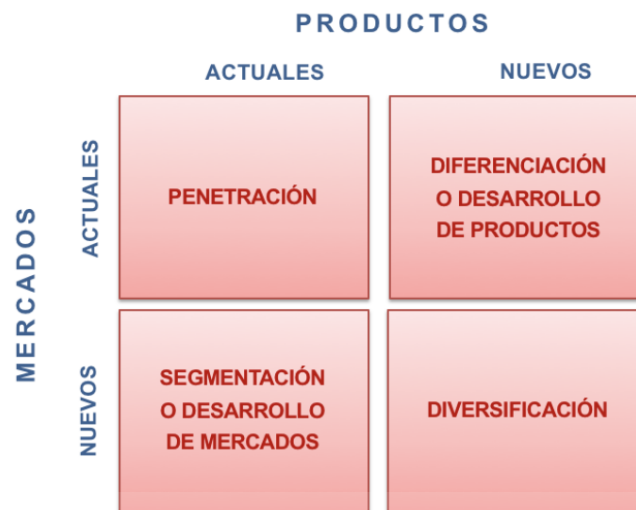 PRODUCTOS
ACTUALES
NUEVOS
MERCADOS
ACTUALES
PENETRACIÓN
DIFERENCIACIÓN
O DESARROLLO
DE PRODUCTOS
NUEVOS
SEGMENTACIÓN
O DESARROLLO
DE MERCADOS
DIVERSIFICACIÓN